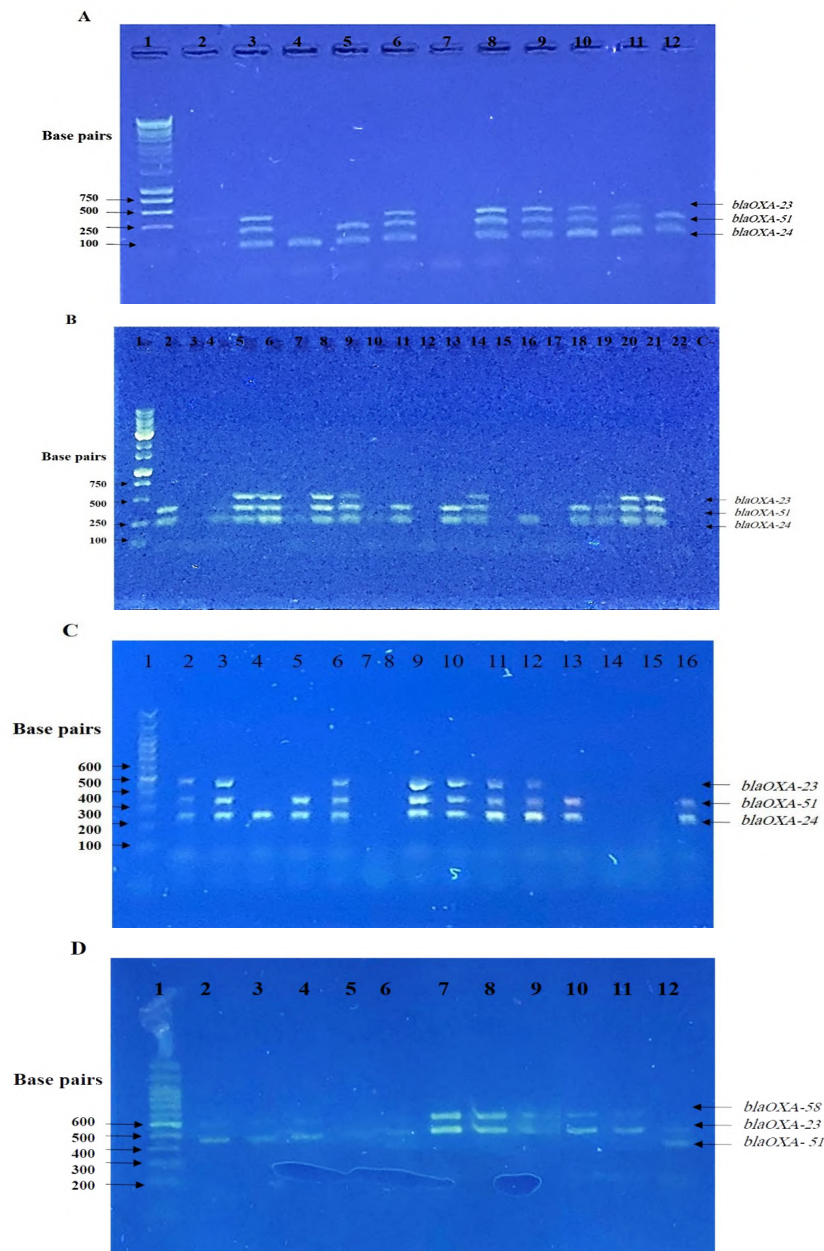 A
1 2 3 4 5 6 7 8 9 10 11 12
Base pairs
750
500
250
100
blaOXA-23
blaOXA-51
blaOXA-24
B
1. 2 3 4 5 6 7 8 9 10 11 12 13 14 15 16 17 18 19 20 21 22 C-
Base pairs
750
500
250
100
blaOXA-23
blaOXA-51
blaOXA-24
C
1 2 3 4 5 6 7 8 9 10 11 12 13 14 15 16
Base pairs
600
500
400
300
200
100
blaOXA-23
blaOXA-51
blaOXA-24
D
1 2 3 4 5 6 7 8 9 10 11 12
Base pairs
600
500
400
300
200
blaOXA-58
blaOXA-23
blaOXA- 51